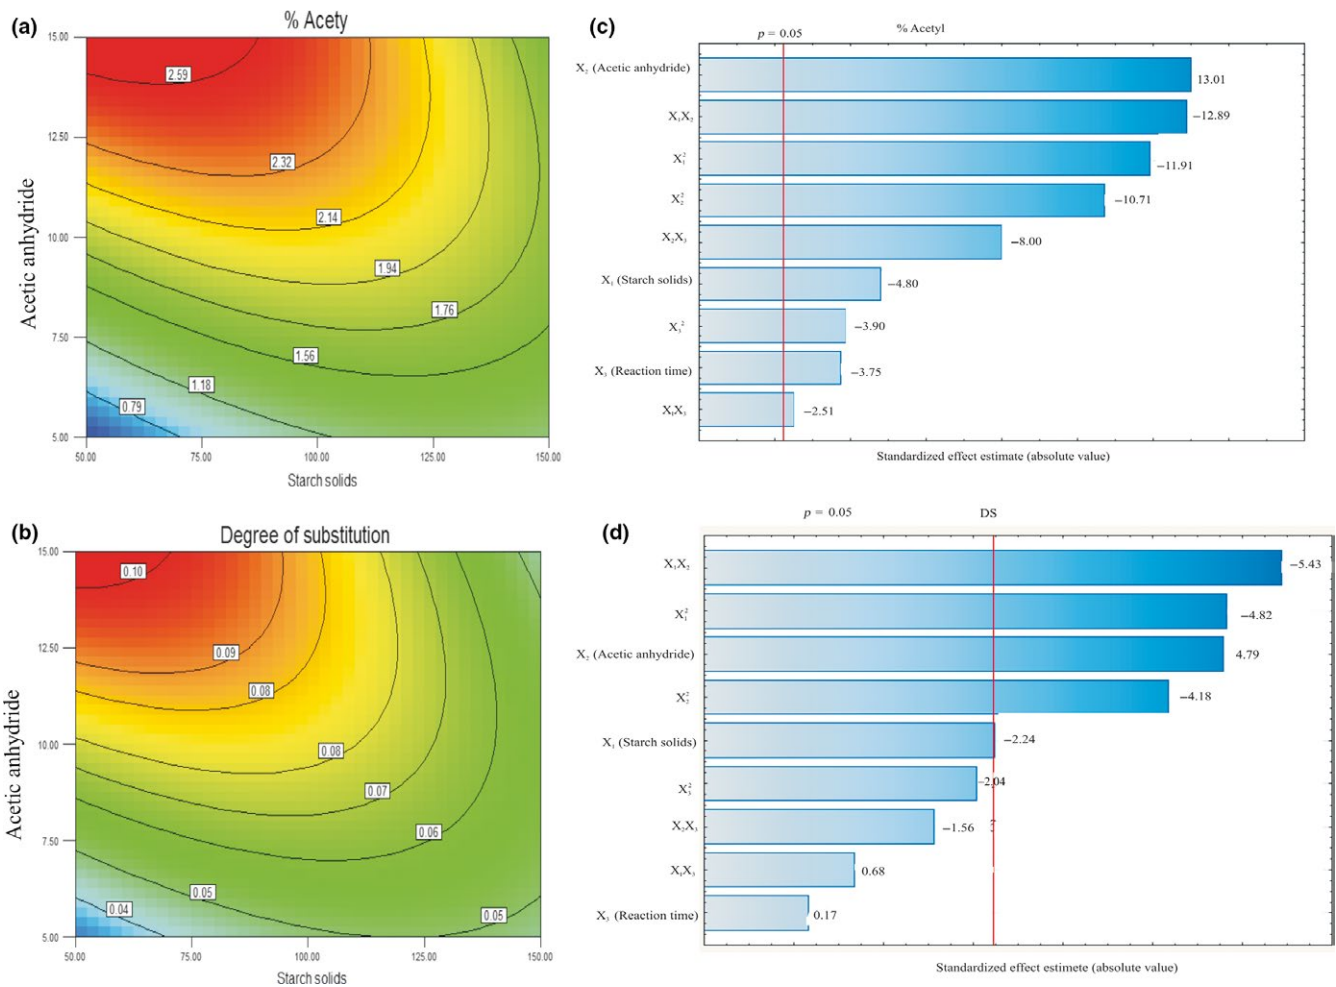 (a)
% Acety
15.00
12.50
10.00
7.50
5.00
Acetic anhydride
2.59
2.32
2.14
1.94
1.76
1.56
1.18
0.79
50.00 75.00 100.00 125.00 150.00
Starch solids
(c)
p = 0.05
% Acetyl
X₂ (Acetic anhydride) 13.01
X₁X₂ −12.89
X₁² −11.91
X₂² −10.71
X₂X₃ −8.00
X₁ (Starch solids) −4.80
X₃² −3.90
X₃ (Reaction time) −3.75
X₁X₃ −2.51
Standardized effect estimate (absolute value)
(b)
Degree of substitution
15.00
12.50
10.00
7.50
5.00
Acetic anhydride
0.10
0.09
0.08
0.08
0.07
0.06
0.05
0.04
0.05
50.00 75.00 100.00 125.00 150.00
Starch solids
(d)
p = 0.05
DS
X₁X₂ −5.43
X₁² −4.82
X₂ (Acetic anhydride) 4.79
X₂² −4.18
X₁ (Starch solids) −2.24
X₃² −2.04
X₂X₃ −1.56
X₁X₃ 0.68
X₃ (Reaction time) 0.17
Standardized effect estimete (absolute value)